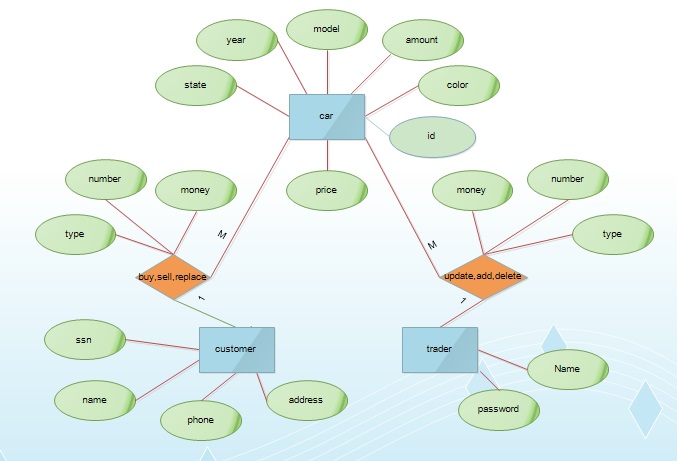 model
year
amount
state
color
car
id
number
money
price
money
number
type
M
M
type
buy,sell,replace
update,add,delete
1
1
ssn
customer
trader
Name
name
address
password
phone